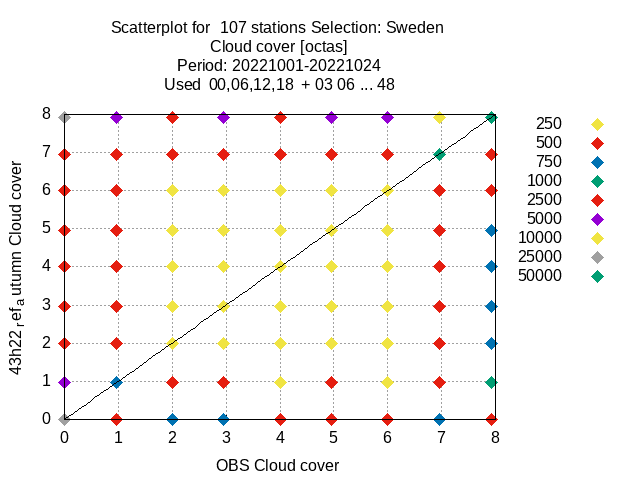 Scatterplot for 107 stations Selection: Sweden
Cloud cover [octas]
Period: 20221001-20221024
Used 00,06,12,18 + 03 06 ... 48
8
7
6
5
4
3
2
1
0
43h22_ref_autumn Cloud cover
0 1 2 3 4 5 6 7 8
OBS Cloud cover
250
500
750
1000
2500
5000
10000
25000
50000